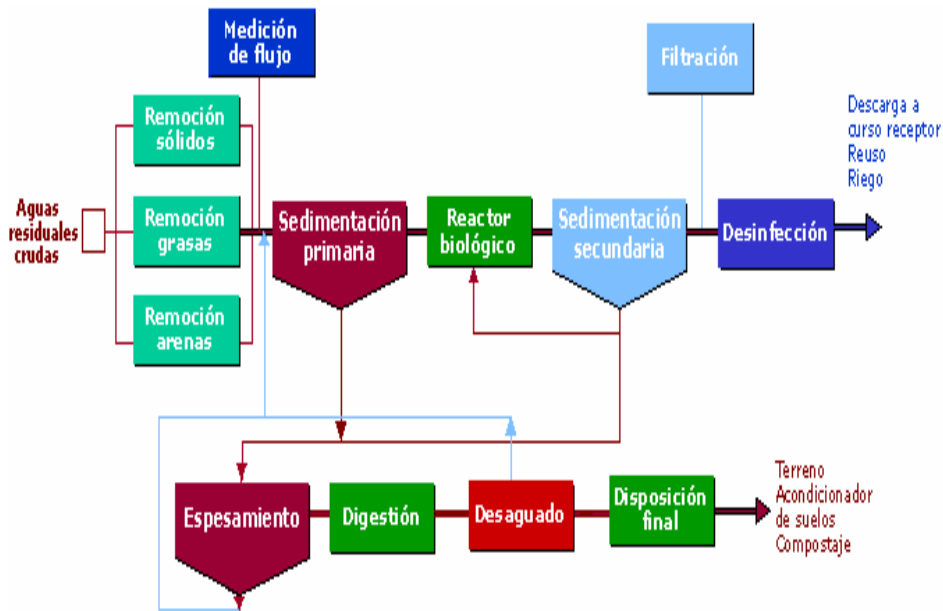 Medición
de flujo
Filtración
Remoción
sólidos
Descarga a
curso receptor
Reuso
Riego
Aguas
residuales
crudas
Remoción
grasas
Sedimentación
primaria
Reactor
biológico
Sedimentación
secundaria
Desinfección
Remoción
arenas
Espesamiento
Digestión
Desaguado
Disposición
final
Terreno
Acondicionador
de suelos
Compostaje